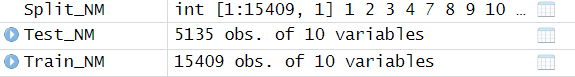 Split_NM int [1:15409, 1] 1 2 3 4 7 8 9 10 …
Test_NM 5135 obs. of 10 variables
Train_NM 15409 obs. of 10 variables